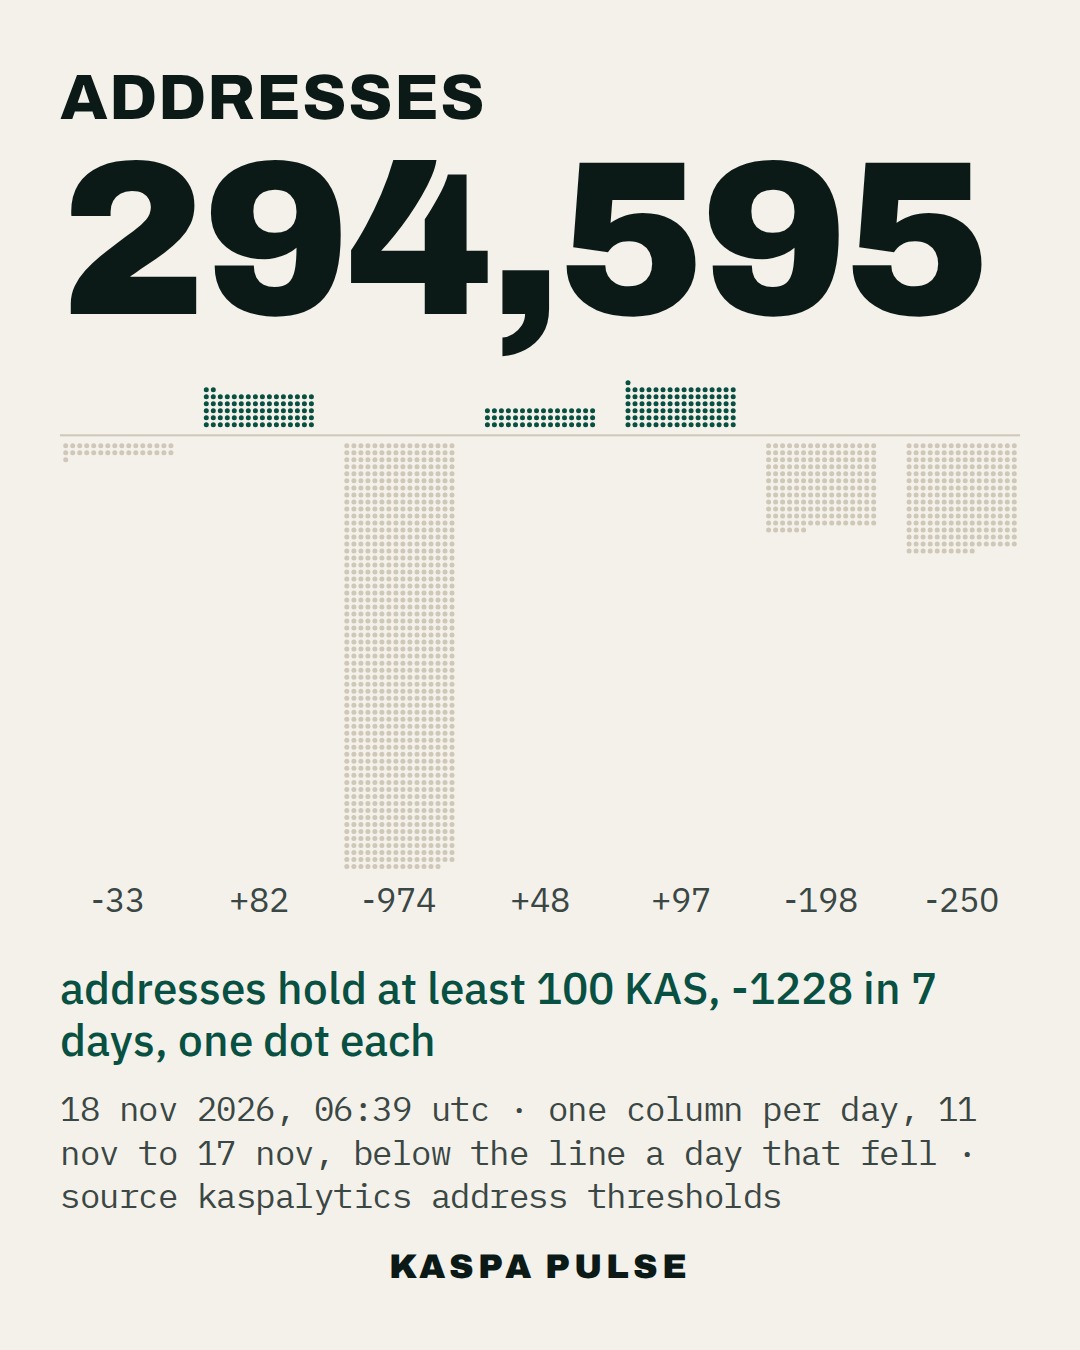 ADDRESSES
294,595
-33 +82 -974 +48 +97 -198 -250
addresses hold at least 100 KAS, -1228 in 7
days, one dot each
18 nov 2026, 06:39 utc · one column per day, 11
nov to 17 nov, below the line a day that fell ·
source kaspalytics address thresholds
KASPA PULSE